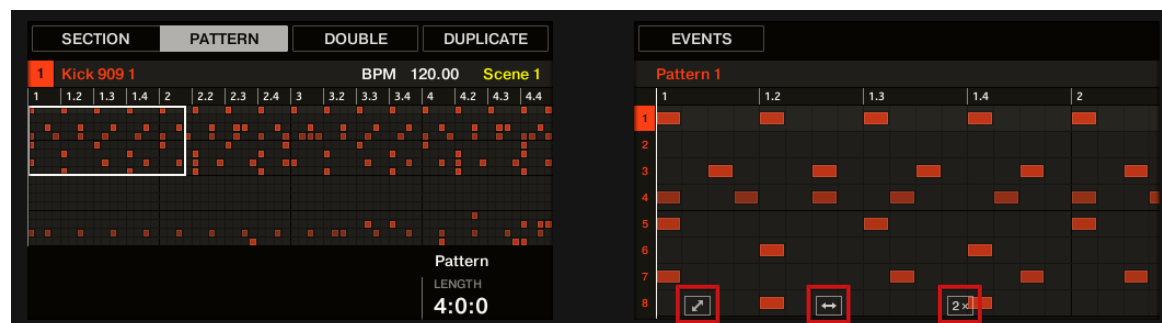 SECTION PATTERN DOUBLE DUPLICATE
1 Kick 909 1 BPM 120.00 Scene 1
1 1.2 1.3 1.4 2 2.2 2.3 2.4 3 3.2 3.3 3.4 4 4.2 4.3 4.4
Pattern
LENGTH
4:0:0
EVENTS
Pattern 1
1 1.2 1.3 1.4 2
1
2
3
4
5
6
7
8 2×